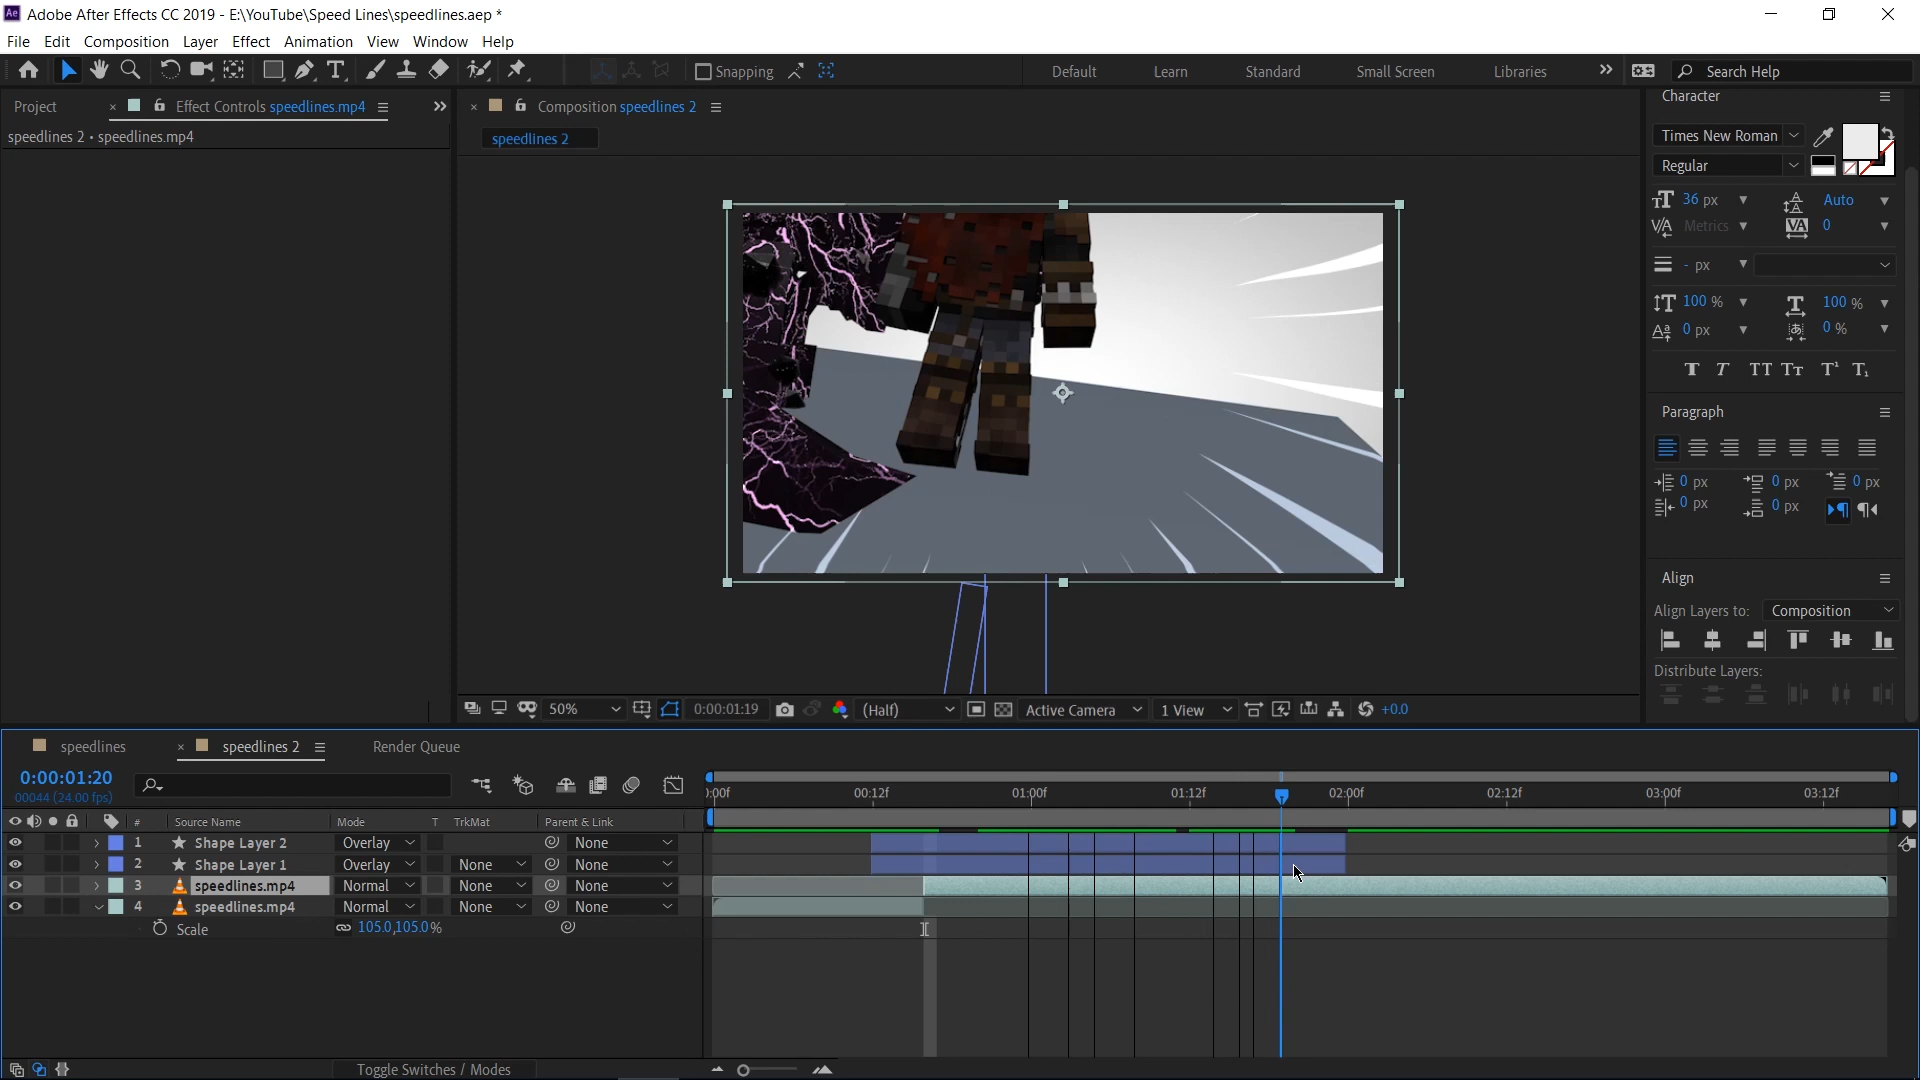 Ae Adobe After Effects CC 2019 - E:\YouTube\Speed Lines\speedlines.aep *
File Edit Composition Layer Effect Animation View Window Help
Snapping Default Learn Standard Small Screen Libraries Search Help
Project Effect Controls speedlines.mp4 Composition speedlines 2 Character
speedlines 2 • speedlines.mp4 speedlines 2
Times New Roman
Regular
36 px Auto
Metrics 0
- px
100 % 100 %
0 px 0 %
Paragraph
0 px 0 px 0 px
0 px 0 px
Align
Align Layers to: Composition
Distribute Layers:
50% 0:00:01:19 (Half) Active Camera 1 View +0.0
speedlines speedlines 2 Render Queue
0:00:01:20
00044 (24.00 fps)
):00f 00:12f 01:00f 01:12f 02:00f 02:12f 03:00f 03:12f
# Source Name Mode T TrkMat Parent & Link
1 Shape Layer 2 Overlay None
2 Shape Layer 1 Overlay None None
3 speedlines.mp4 Normal None None
4 speedlines.mp4 Normal None None
Scale 105.0,105.0%
Toggle Switches / Modes